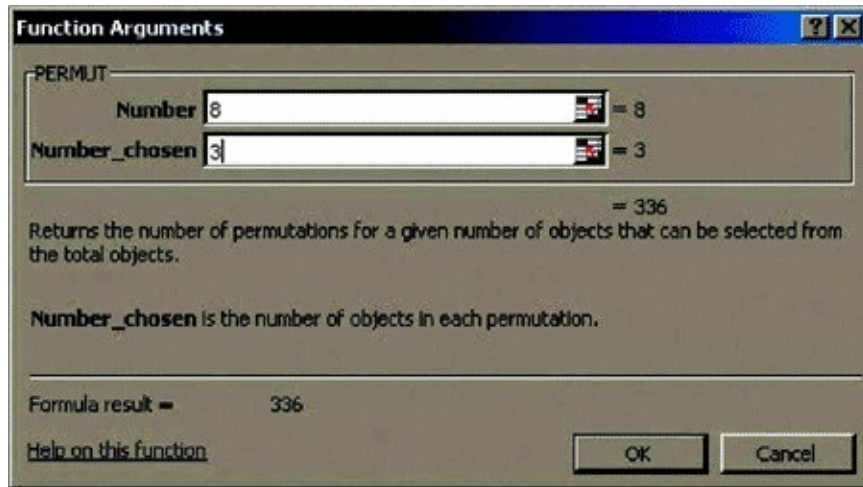 Function Arguments
PERMUT
Number 8 = 8
Number_chosen 3 = 3
= 336
Returns the number of permutations for a given number of objects that can be selected from
the total objects.
Number_chosen is the number of objects in each permutation.
Formula result = 336
Help on this function OK Cancel